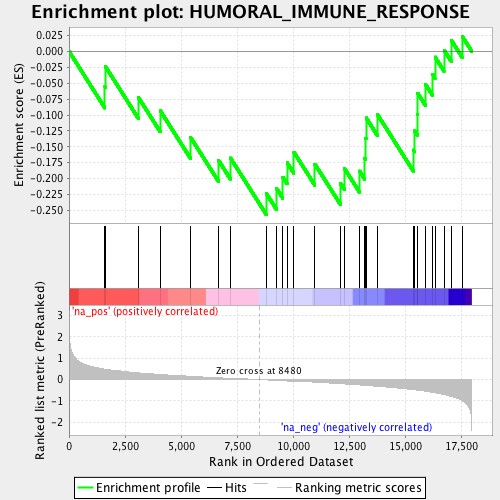 Enrichment plot: HUMORAL_IMMUNE_RESPONSE
Enrichment score (ES)
0.025
0.000
-0.025
-0.050
-0.075
-0.100
-0.125
-0.150
-0.175
-0.200
-0.225
-0.250
'na_pos' (positively correlated)
Ranked list metric (PreRanked)
3
2
1
0
-1
-2
Zero cross at 8480
'na_neg' (negatively correlated)
0 2,500 5,000 7,500 10,000 12,500 15,000 17,500
Rank in Ordered Dataset
Enrichment profile Hits Ranking metric scores